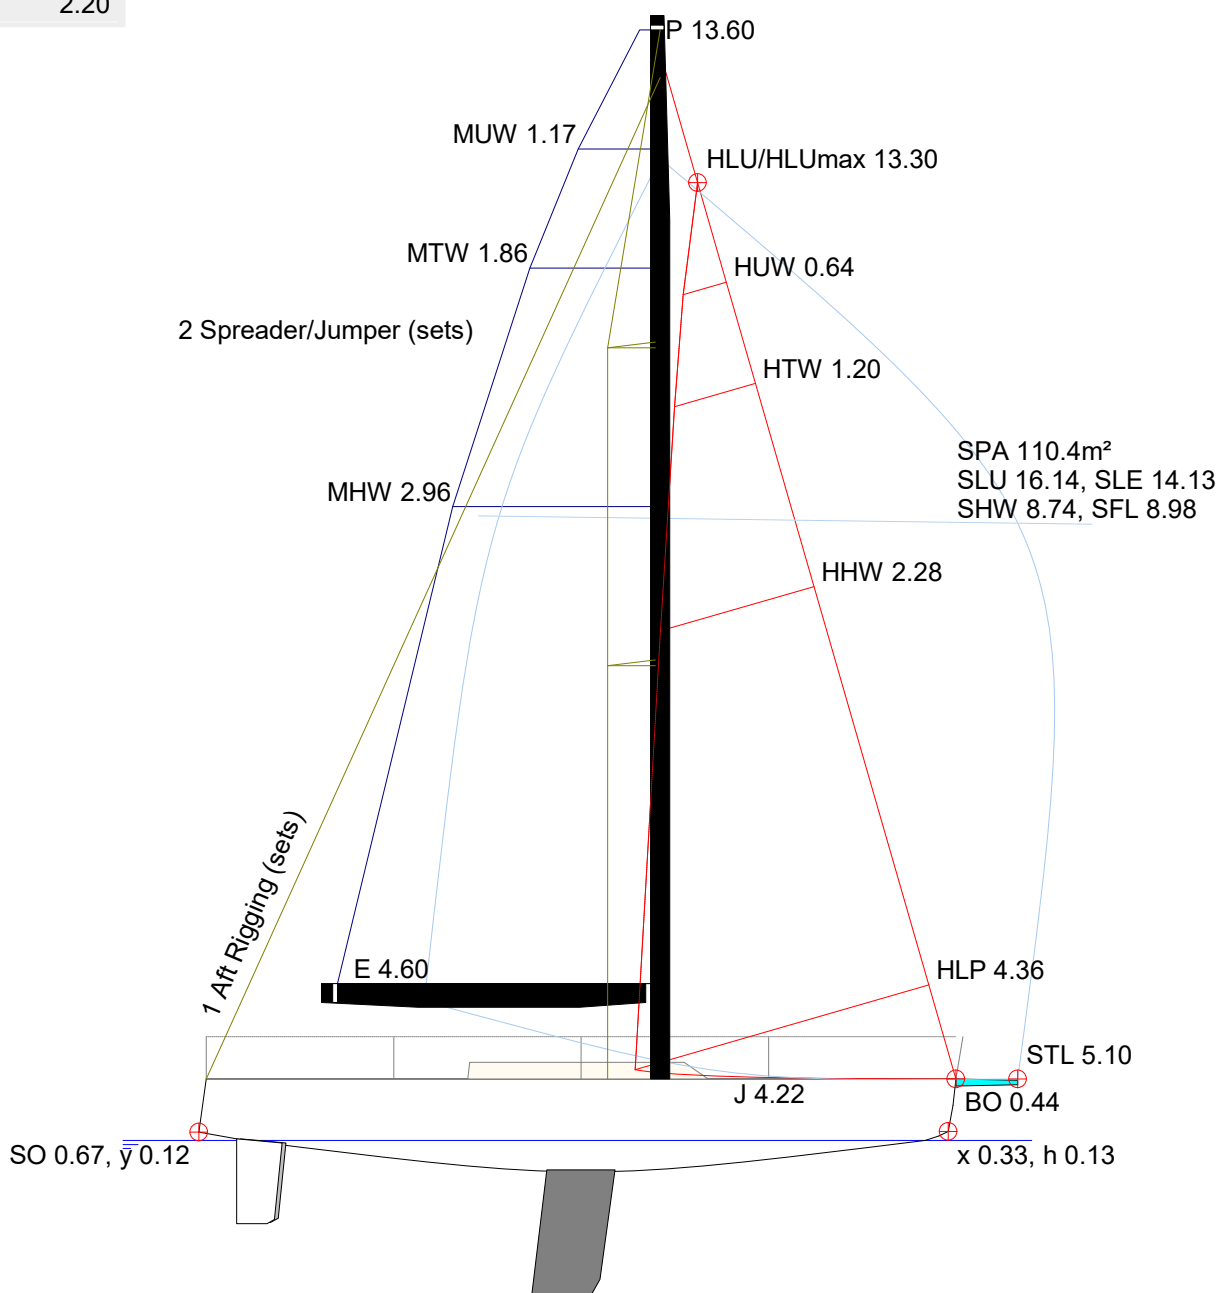 2.20
P 13.60
MUW 1.17
HLU/HLUmax 13.30
MTW 1.86
HUW 0.64
2 Spreader/Jumper (sets)
HTW 1.20
SPA 110.4m²
SLU 16.14, SLE 14.13
SHW 8.74, SFL 8.98
MHW 2.96
HHW 2.28
1 Aft Rigging (sets)
E 4.60
HLP 4.36
STL 5.10
J 4.22
BO 0.44
SO 0.67, y 0.12
x 0.33, h 0.13